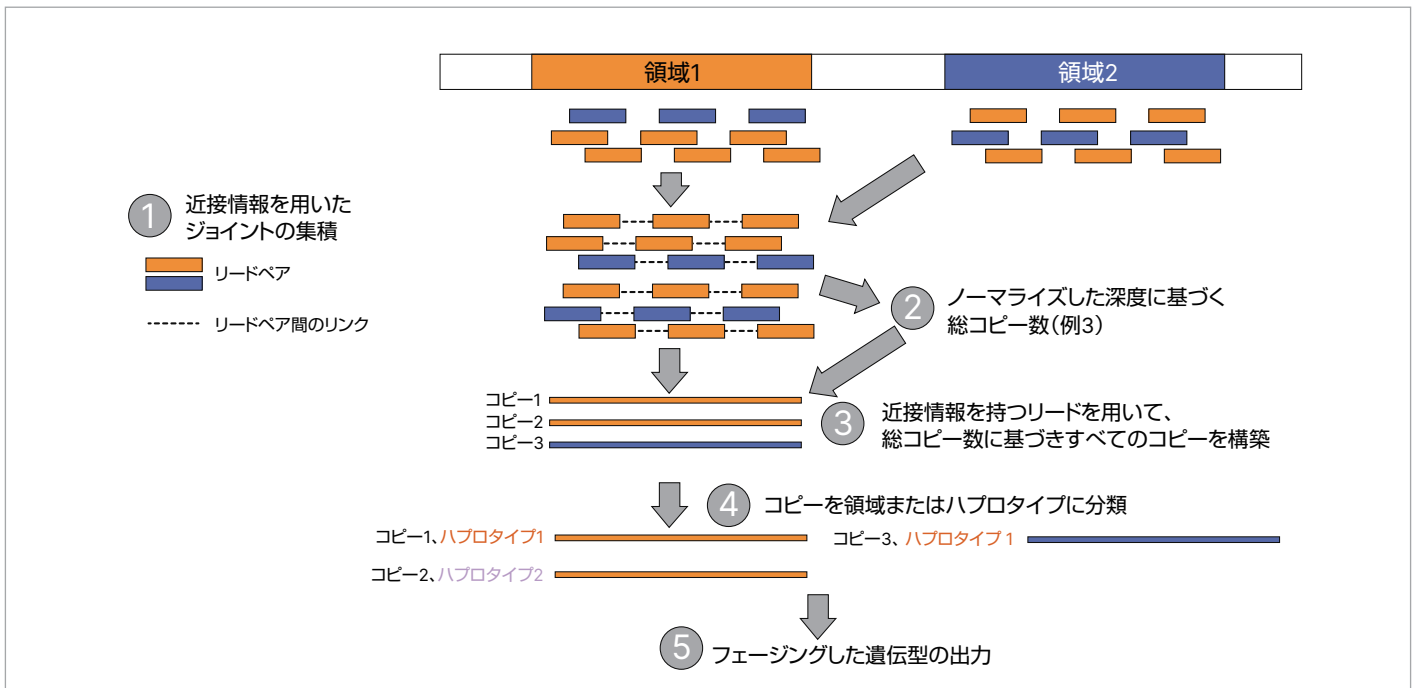 領域1
領域2
1
近接情報を用いた
ジョイントの集積
リードペア
リードペア間のリンク
2
ノーマライズした深度に基づく
総コピー数(例3)
コピー1
コピー2
コピー3
3
近接情報を持つリードを用いて、
総コピー数に基づきすべてのコピーを構築
4
コピーを領域またはハプロタイプに分類
コピー1、ハプロタイプ1
コピー3、ハプロタイプ 1
コピー2、ハプロタイプ2
5
フェージングした遺伝型の出力